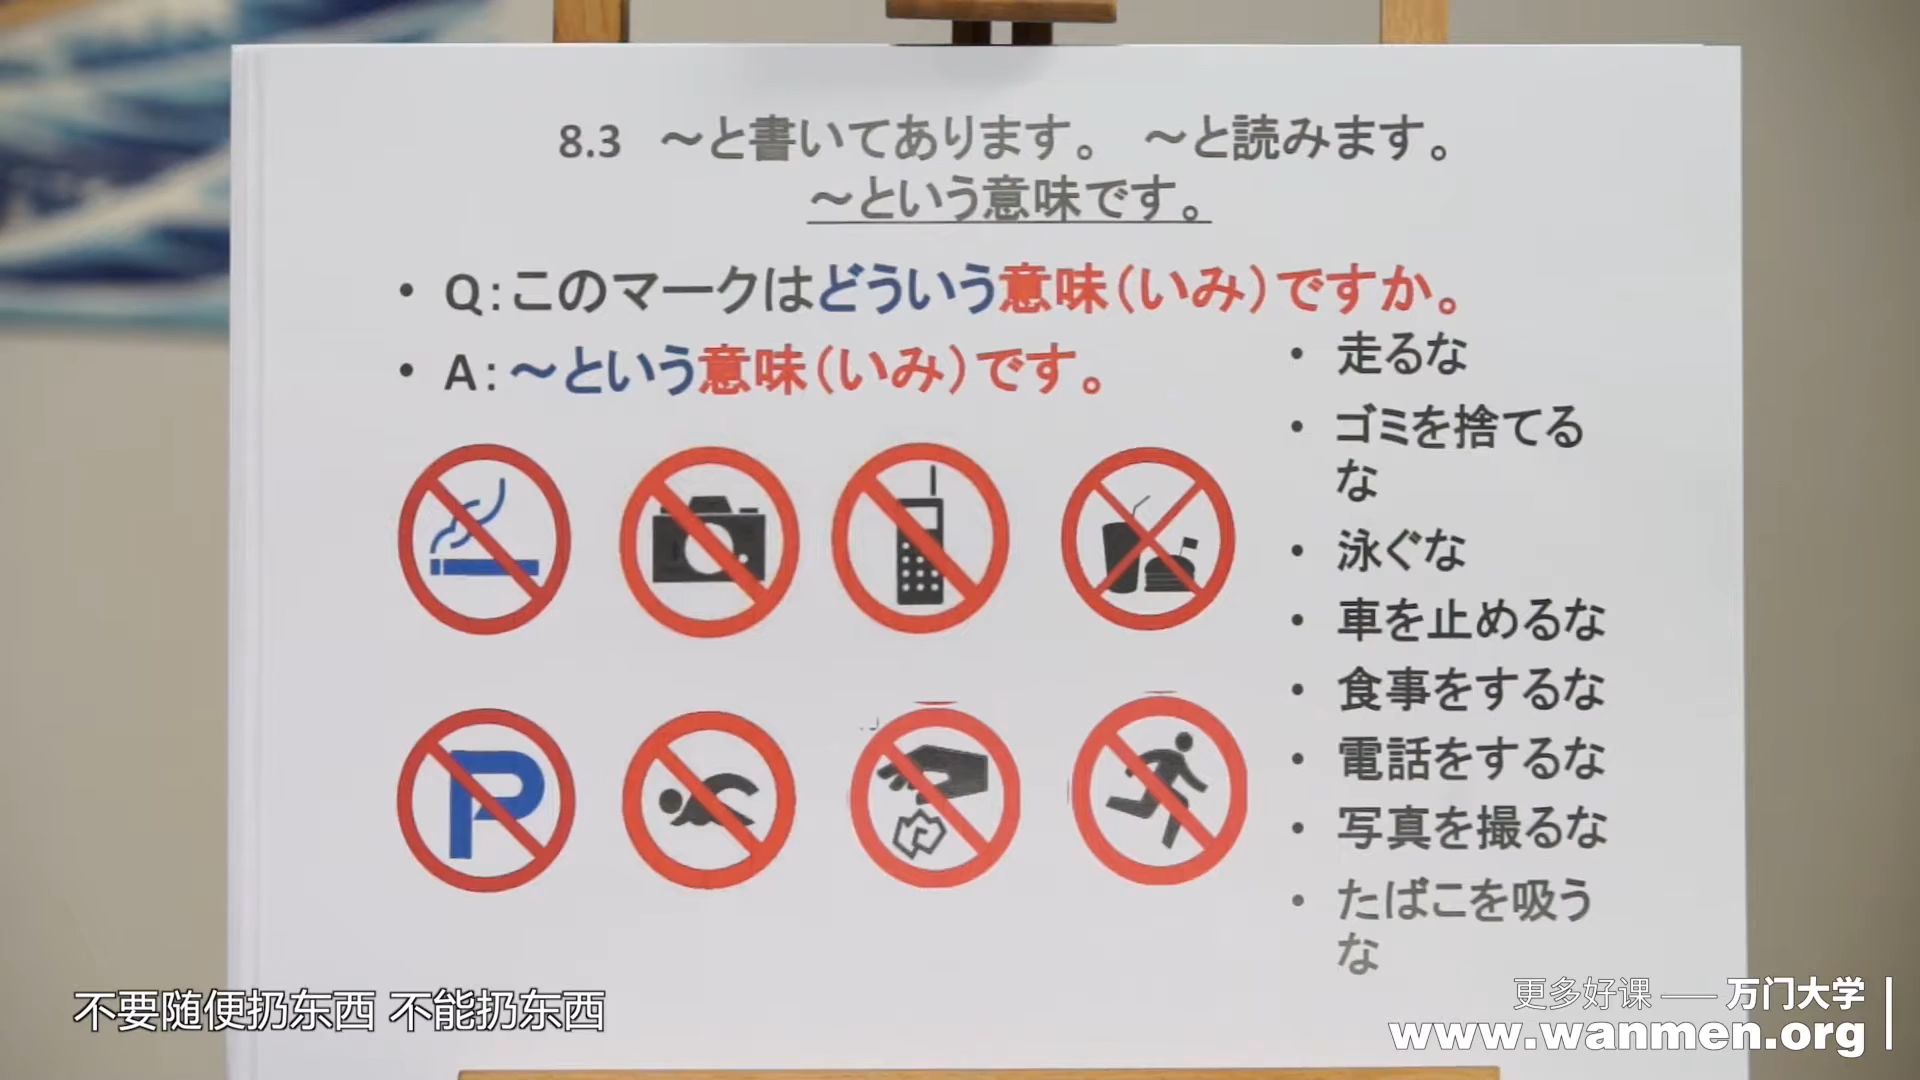 8.3 ～と書いてあります。 ～と読みます。
～という意味です。
• Q:このマークはどういう意味(いみ)ですか。
• A:～という意味(いみ)です。
• 走るな
• ゴミを捨てる
な
• 泳ぐな
• 車を止めるな
• 食事をするな
• 電話をするな
• 写真を撮るな
• たばこを吸う
な
P
不要随便扔东西 不能扔东西
更多好课 —— 万门大学
www.wanmen.org